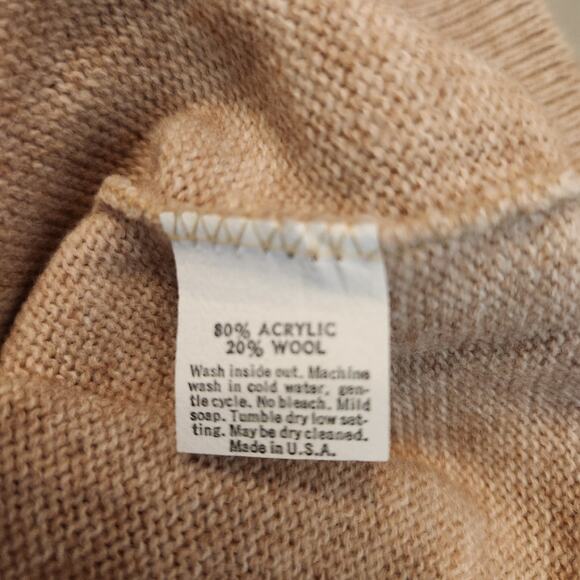 80% ACRYLIC
20% WOOL
Wash inside out. Machine
wash in cold water, gen-
tle cycle. No bleach. Mild
soap. Tumble dry low set-
ting. May be dry cleaned.
Made in U.S.A.